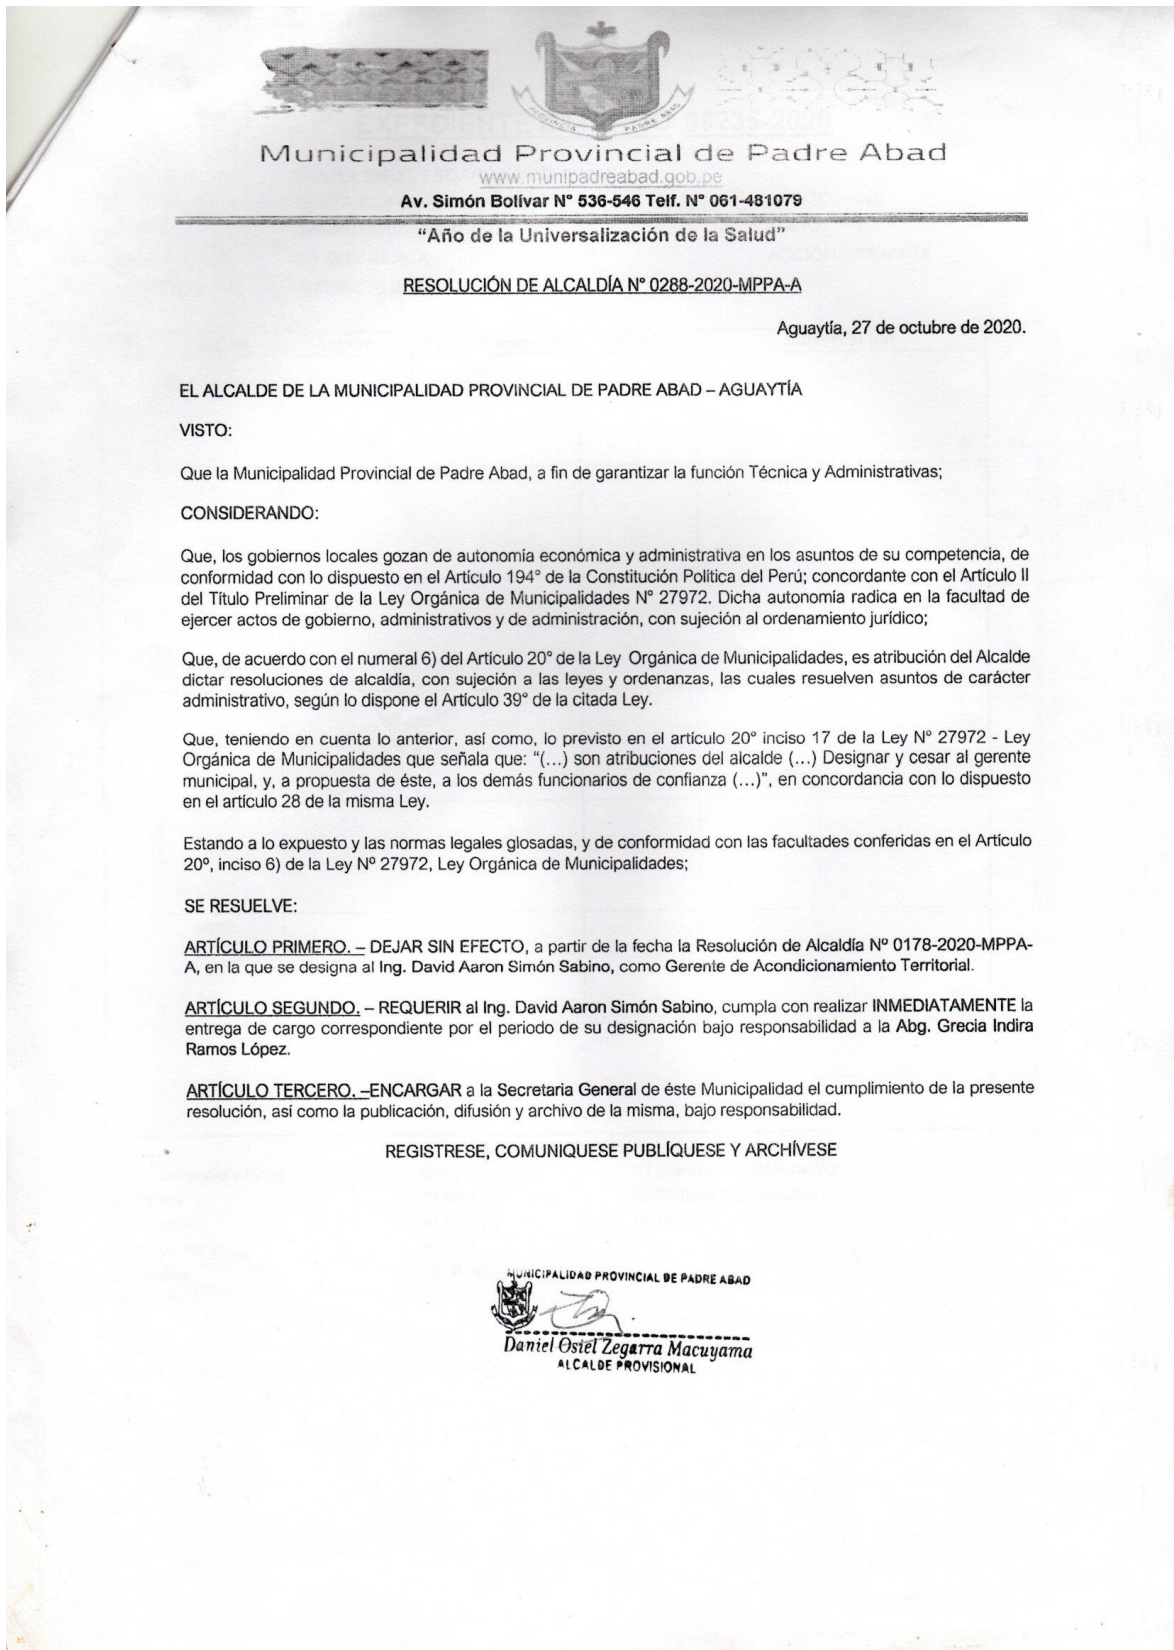 PROVINCIA PADRE ABAD
Municipalidad Provincial de Padre Abad
www.munipadreabad.gob.pe
Av. Simón Bolívar N° 536-546 Telf. N° 061-481079
“Año de la Universalización de la Salud”
RESOLUCIÓN DE ALCALDÍA N° 0288-2020-MPPA-A
Aguaytía, 27 de octubre de 2020.
EL ALCALDE DE LA MUNICIPALIDAD PROVINCIAL DE PADRE ABAD – AGUAYTÍA
VISTO:
Que la Municipalidad Provincial de Padre Abad, a fin de garantizar la función Técnica y Administrativas;
CONSIDERANDO:
Que, los gobiernos locales gozan de autonomía económica y administrativa en los asuntos de su competencia, de
conformidad con lo dispuesto en el Artículo 194° de la Constitución Política del Perú; concordante con el Artículo II
del Título Preliminar de la Ley Orgánica de Municipalidades N° 27972. Dicha autonomía radica en la facultad de
ejercer actos de gobierno, administrativos y de administración, con sujeción al ordenamiento jurídico;
Que, de acuerdo con el numeral 6) del Artículo 20° de la Ley Orgánica de Municipalidades, es atribución del Alcalde
dictar resoluciones de alcaldía, con sujeción a las leyes y ordenanzas, las cuales resuelven asuntos de carácter
administrativo, según lo dispone el Artículo 39° de la citada Ley.
Que, teniendo en cuenta lo anterior, así como, lo previsto en el artículo 20° inciso 17 de la Ley N° 27972 - Ley
Orgánica de Municipalidades que señala que: “(...) son atribuciones del alcalde (...) Designar y cesar al gerente
municipal, y, a propuesta de éste, a los demás funcionarios de confianza (...)”, en concordancia con lo dispuesto
en el artículo 28 de la misma Ley.
Estando a lo expuesto y las normas legales glosadas, y de conformidad con las facultades conferidas en el Artículo
20º, inciso 6) de la Ley Nº 27972, Ley Orgánica de Municipalidades;
SE RESUELVE:
ARTÍCULO PRIMERO. – DEJAR SIN EFECTO, a partir de la fecha la Resolución de Alcaldía Nº 0178-2020-MPPA-
A, en la que se designa al Ing. David Aaron Simón Sabino, como Gerente de Acondicionamiento Territorial.
ARTÍCULO SEGUNDO. – REQUERIR al Ing. David Aaron Simón Sabino, cumpla con realizar INMEDIATAMENTE la
entrega de cargo correspondiente por el periodo de su designación bajo responsabilidad a la Abg. Grecia Indira
Ramos López.
ARTÍCULO TERCERO. –ENCARGAR a la Secretaria General de éste Municipalidad el cumplimiento de la presente
resolución, así como la publicación, difusión y archivo de la misma, bajo responsabilidad.
REGISTRESE, COMUNIQUESE PUBLÍQUESE Y ARCHÍVESE
MUNICIPALIDAD PROVINCIAL DE PADRE ABAD
Daniel Osiel Zegarra Macuyama
ALCALDE PROVISIONAL